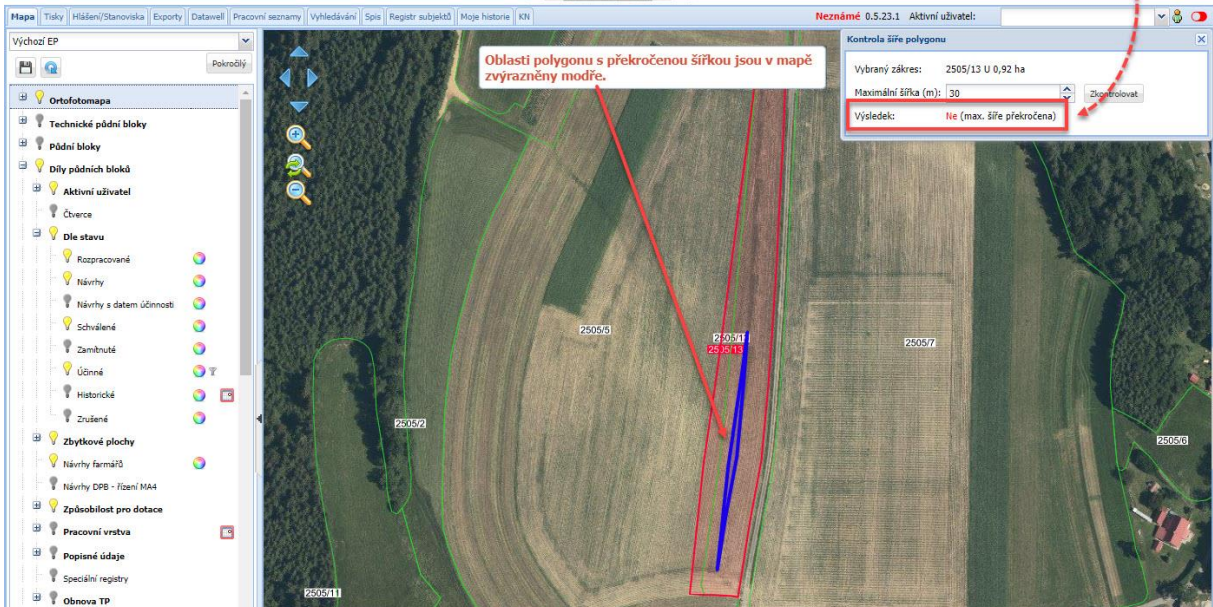 Mapa Tisky Hlášení/Stanoviska Exporty Datawell Pracovní seznamy Vyhledávání Spis Registr subjektů Moje historie KN Neznámé 0.5.23.1 Aktivní uživatel:
Výchozí EP
Pokročilý
Ortofotomapa
Technické půdní bloky
Půdní bloky
Díly půdních bloků
Aktivní uživatel
Čtverce
Dle stavu
Rozpracované
Návrhy
Návrhy s datem účinnosti
Schválené
Zamítnuté
Účinné
Historické
Zrušené
Zbytkové plochy
Návrhy farmářů
Návrhy DPB - řízení MA4
Způsobilost pro dotace
Pracovní vrstva
Popisné údaje
Speciální registry
Obnova TP
Oblasti polygonu s překročenou šířkou jsou v mapě
zvýrazněny modře.
Kontrola šíře polygonu
Vybraný zákres: 2505/13 U 0,92 ha
Maximální šířka (m): 30 Zkontrolovat
Výsledek: Ne (max. šíře překročena)
2505/5
2505/13
2505/7
2505/2
2505/6
2505/11